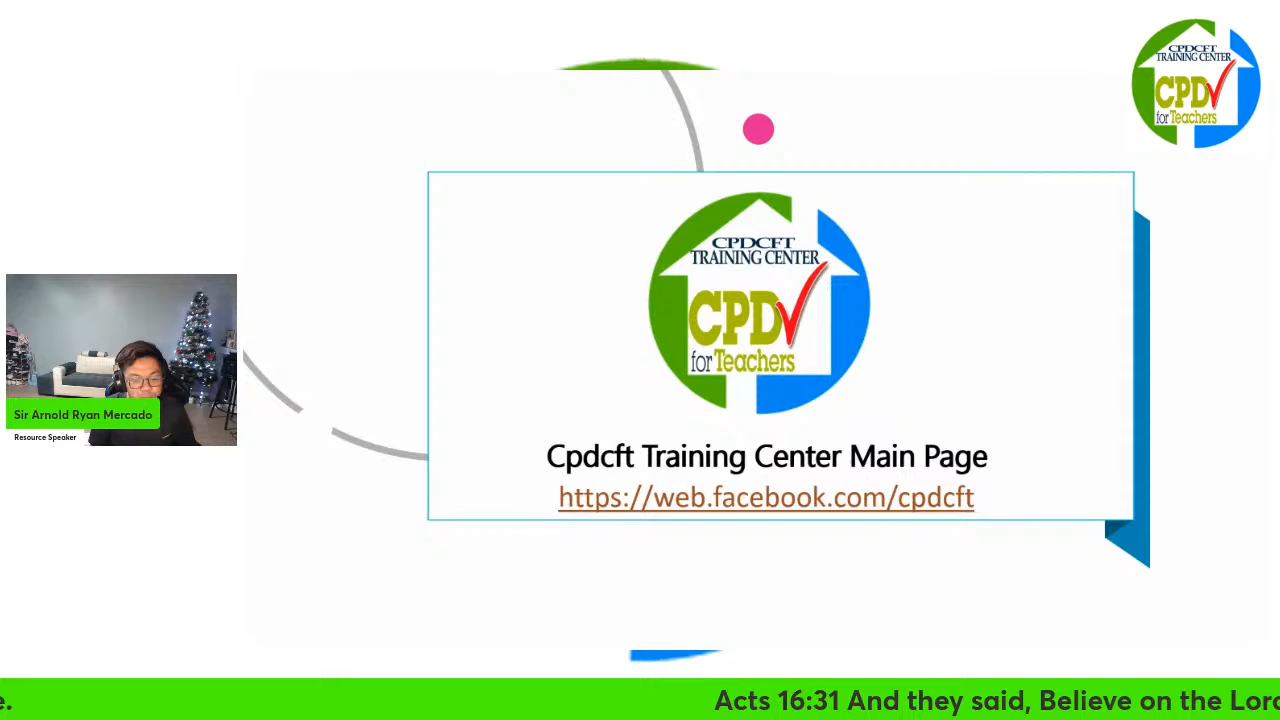 CPDCFT
TRAINING CENTER
CPD
for Teachers
CPDCFT
TRAINING CENTER
CPD
for Teachers
Sir Arnold Ryan Mercado
Resource Speaker
Cpdcft Training Center Main Page
https://web.facebook.com/cpdcft
Acts 16:31 And they said, Believe on the Lord